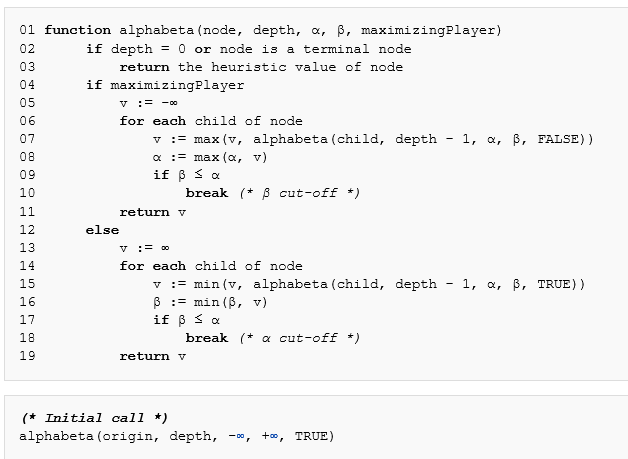 01 function alphabeta(node, depth, α, β, maximizingPlayer)
02 if depth = 0 or node is a terminal node
03 return the heuristic value of node
04 if maximizingPlayer
05 v := -∞
06 for each child of node
07 v := max(v, alphabeta(child, depth - 1, α, β, FALSE))
08 α := max(α, v)
09 if β ≤ α
10 break (* β cut-off *)
11 return v
12 else
13 v := ∞
14 for each child of node
15 v := min(v, alphabeta(child, depth - 1, α, β, TRUE))
16 β := min(β, v)
17 if β ≤ α
18 break (* α cut-off *)
19 return v
(* Initial call *)
alphabeta(origin, depth, -∞, +∞, TRUE)